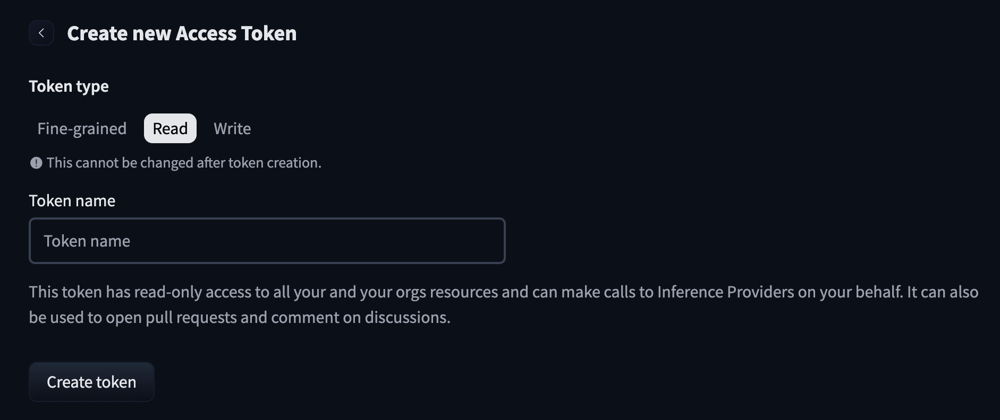 Create new Access Token
Token type
Fine-grained Read Write
This cannot be changed after token creation.
Token name
Token name
This token has read-only access to all your and your orgs resources and can make calls to Inference Providers on your behalf. It can also
be used to open pull requests and comment on discussions.
Create token